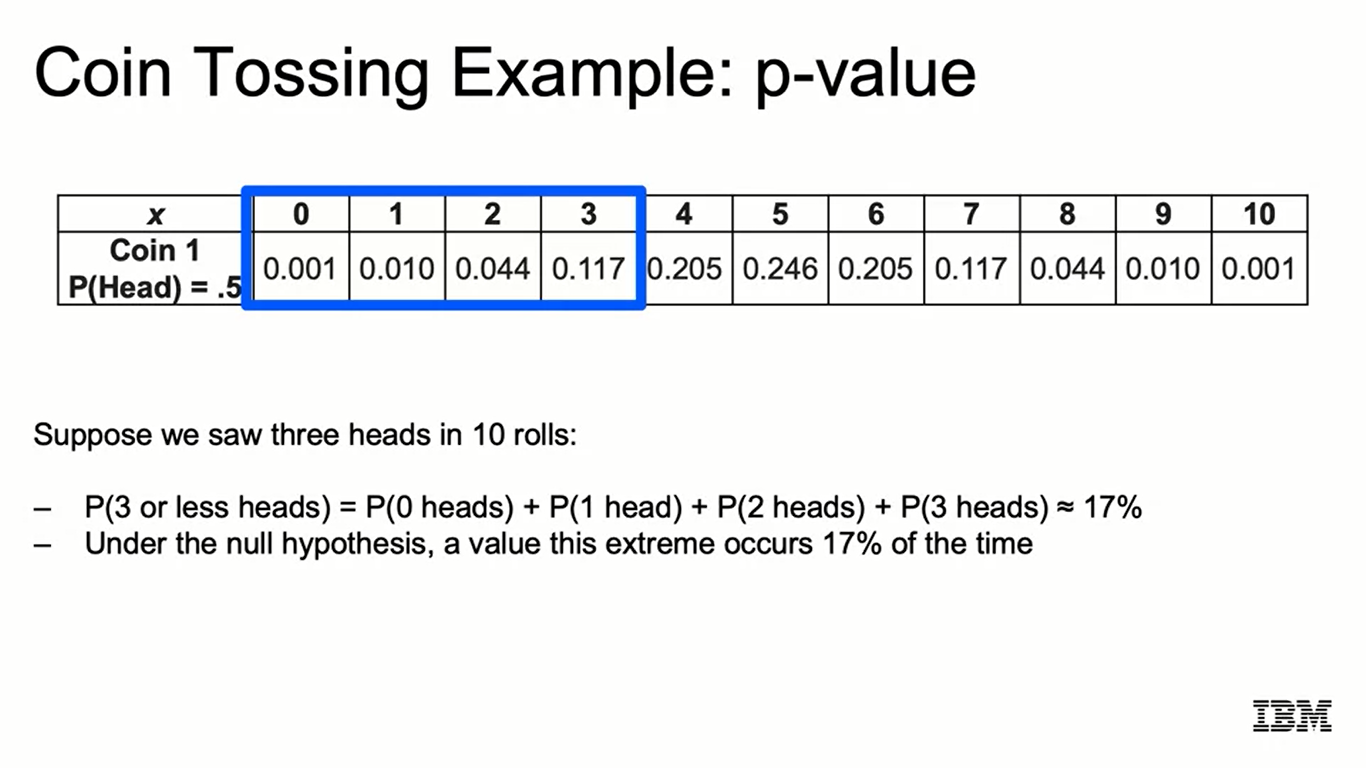 Coin Tossing Example: p-value
x 0 1 2 3 4 5 6 7 8 9 10
Coin 1
P(Head) = .5 0.001 0.010 0.044 0.117 0.205 0.246 0.205 0.117 0.044 0.010 0.001
Suppose we saw three heads in 10 rolls:
– P(3 or less heads) = P(0 heads) + P(1 head) + P(2 heads) + P(3 heads) ≈ 17%
– Under the null hypothesis, a value this extreme occurs 17% of the time
IBM